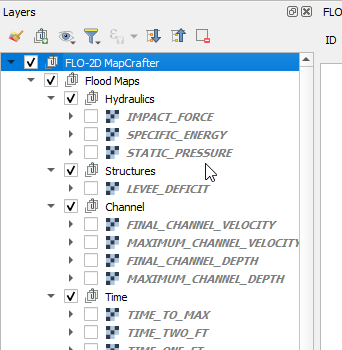 Layers
FLO
ID
FLO-2D MapCrafter
Flood Maps
Hydraulics
IMPACT_FORCE
SPECIFIC_ENERGY
STATIC_PRESSURE
Structures
LEVEE_DEFICIT
Channel
FINAL_CHANNEL_VELOCITY
MAXIMUM_CHANNEL_VELOCITY
FINAL_CHANNEL_DEPTH
MAXIMUM_CHANNEL_DEPTH
Time
TIME_TO_MAX
TIME_TWO_FT
TIME_ONE_FT